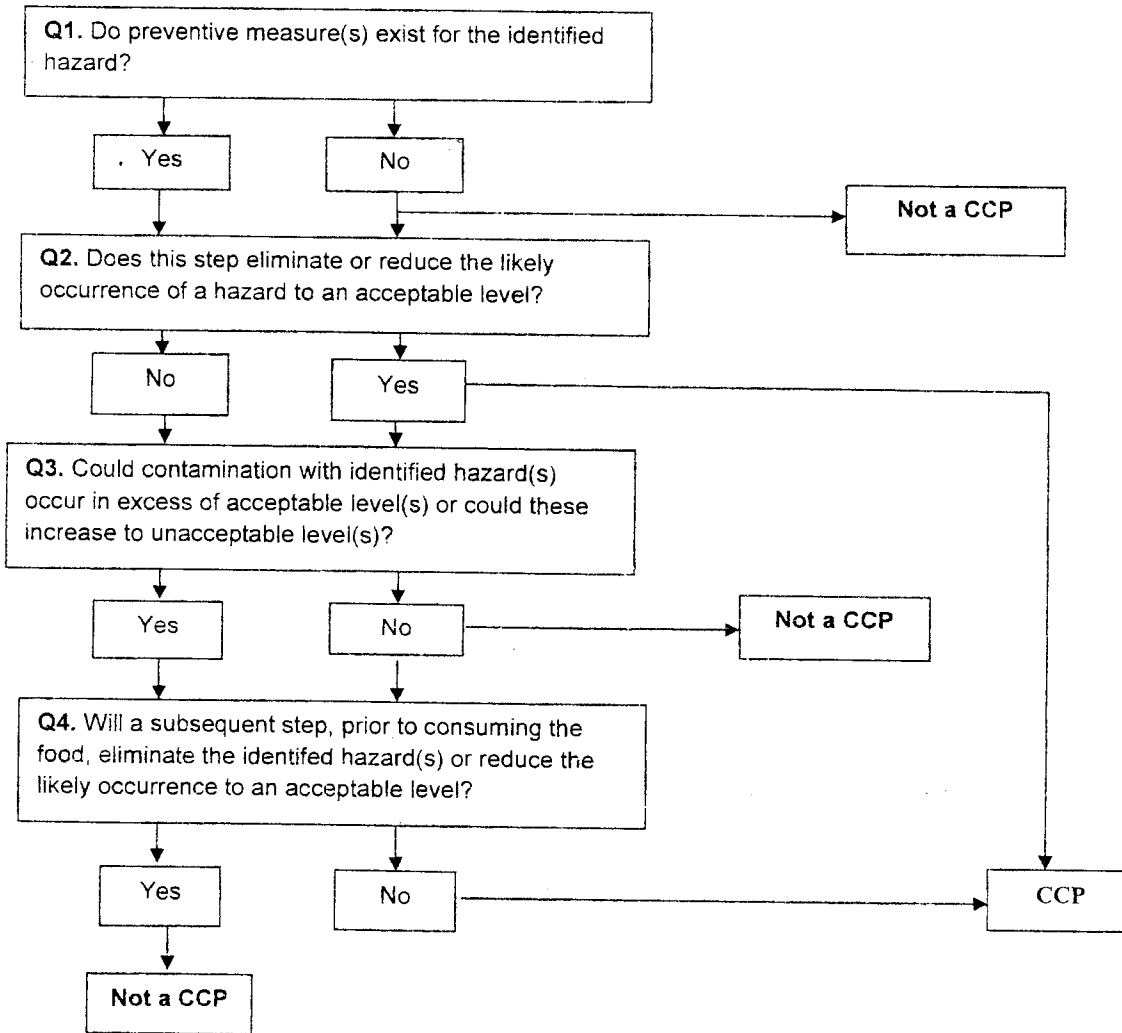 Q1. Do preventive measure(s) exist for the identified
hazard?
Yes
No
Not a CCP
Q2. Does this step eliminate or reduce the likely
occurrence of a hazard to an acceptable level?
No
Yes
Q3. Could contamination with identified hazard(s)
occur in excess of acceptable level(s) or could these
increase to unacceptable level(s)?
Yes
No
Not a CCP
Q4. Will a subsequent step, prior to consuming the
food, eliminate the identifed hazard(s) or reduce the
likely occurrence to an acceptable level?
Yes
No
CCP
Not a CCP